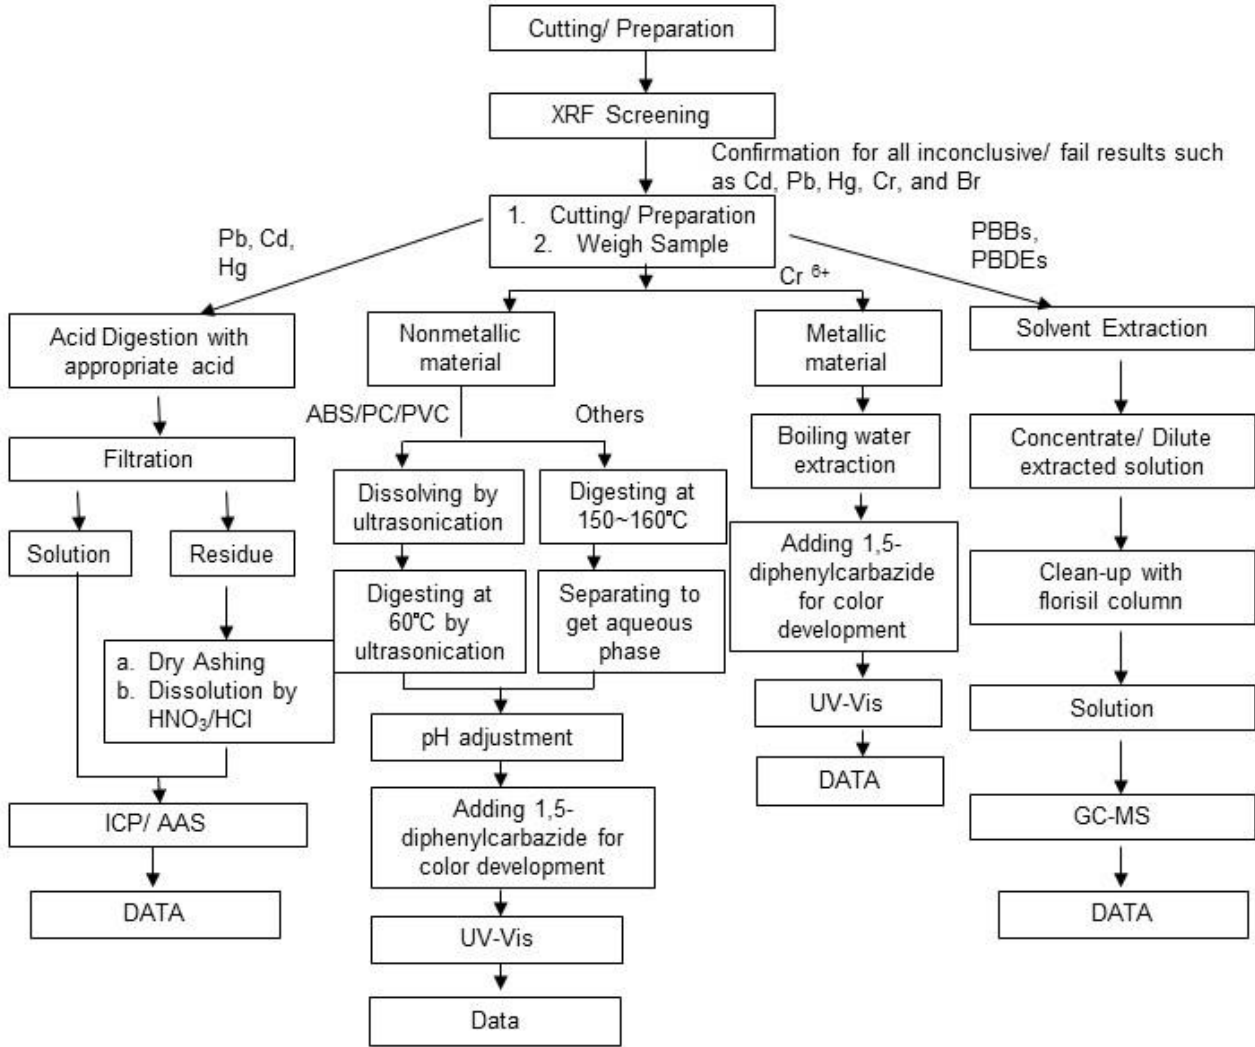 Cutting/ Preparation
XRF Screening
Confirmation for all inconclusive/ fail results such
as Cd, Pb, Hg, Cr, and Br
1. Cutting/ Preparation
2. Weigh Sample
Pb, Cd,
Hg
Cr 6+
PBBs,
PBDEs
Acid Digestion with
appropriate acid
Filtration
Solution
Residue
a. Dry Ashing
b. Dissolution by
HNO3/HCl
ICP/ AAS
DATA
Nonmetallic
material
ABS/PC/PVC
Others
Dissolving by
ultrasonication
Digesting at
60°C by
ultrasonication
Digesting at
150~160°C
Separating to
get aqueous
phase
pH adjustment
Adding 1,5-
diphenylcarbazide for
color development
UV-Vis
Data
Metallic
material
Boiling water
extraction
Adding 1,5-
diphenylcarbazide
for color
development
UV-Vis
DATA
Solvent Extraction
Concentrate/ Dilute
extracted solution
Clean-up with
florisil column
Solution
GC-MS
DATA